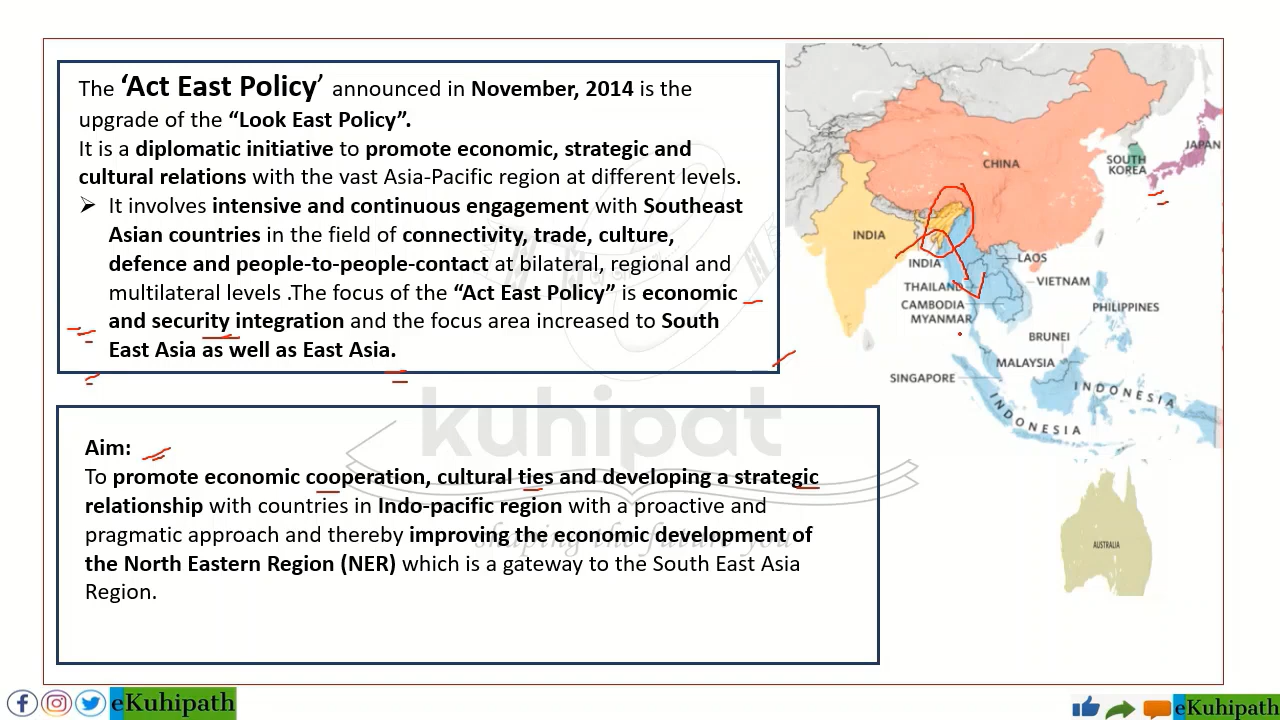 The ‘Act East Policy’ announced in November, 2014 is the
upgrade of the “Look East Policy”.
It is a diplomatic initiative to promote economic, strategic and
cultural relations with the vast Asia-Pacific region at different levels.
➢ It involves intensive and continuous engagement with Southeast
Asian countries in the field of connectivity, trade, culture,
defence and people-to-people-contact at bilateral, regional and
multilateral levels .The focus of the “Act East Policy” is economic
and security integration and the focus area increased to South
East Asia as well as East Asia.
CHINA
JAPAN
SOUTH
KOREA
INDIA
INDIA
LAOS
THAILAND
VIETNAM
CAMBODIA
MYANMAR
PHILIPPINES
BRUNEI
MALAYSIA
SINGAPORE
INDONESIA
INDONESIA
AUSTRALIA
kuhipat
shaping the future you
Aim:
To promote economic cooperation, cultural ties and developing a strategic
relationship with countries in Indo-pacific region with a proactive and
pragmatic approach and thereby improving the economic development of
the North Eastern Region (NER) which is a gateway to the South East Asia
Region.
eKuhipath
eKuhipath